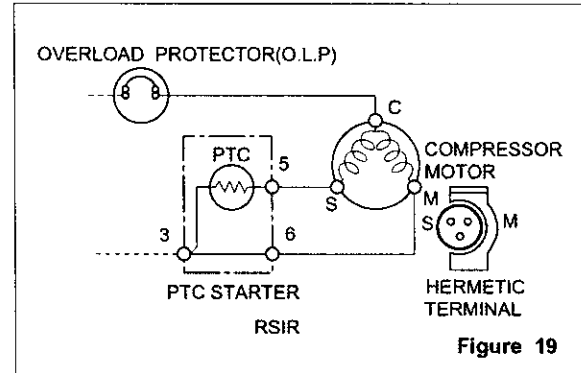 OVERLOAD PROTECTOR(O.L.P)
C
PTC
5
COMPRESSOR
MOTOR
S
M
3
6
S
M
PTC STARTER
HERMETIC
TERMINAL
RSIR
Figure 19